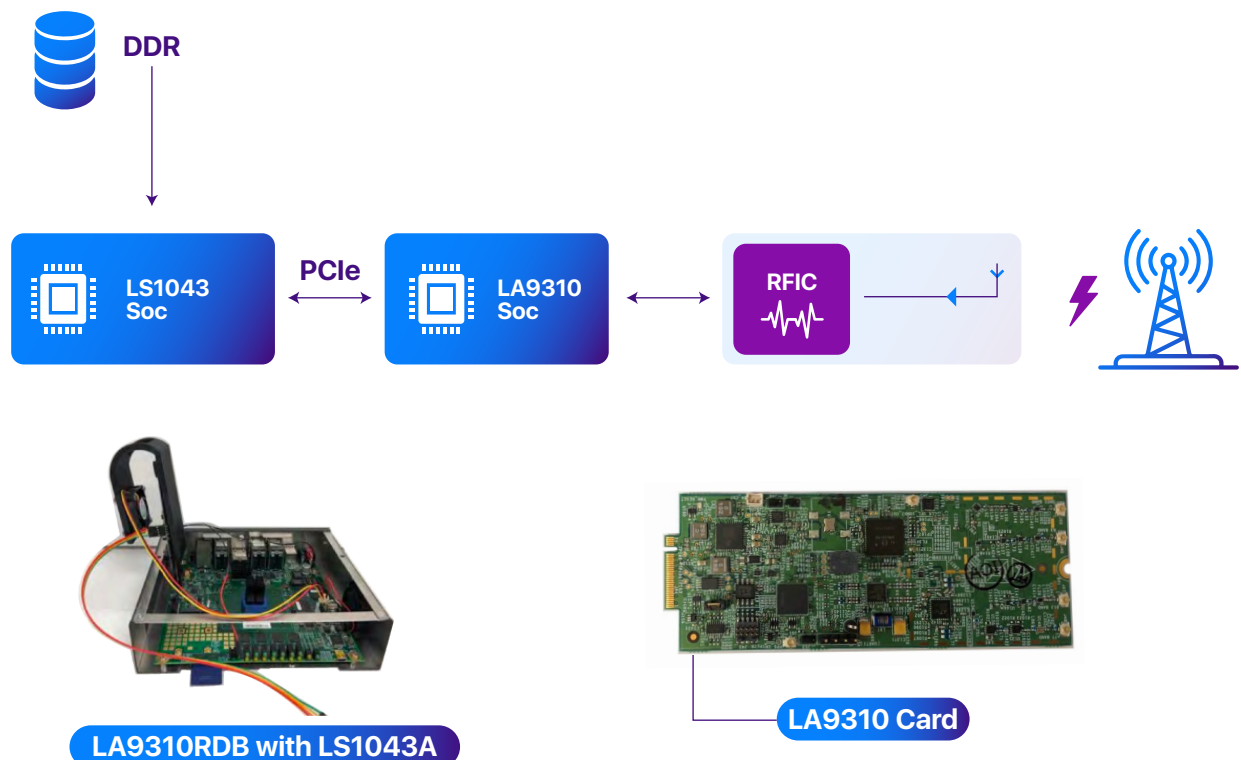 DDR
PCIe
LS1043
Soc
LA9310
Soc
RFIC
LA9310RDB with LS1043A
LA9310 Card